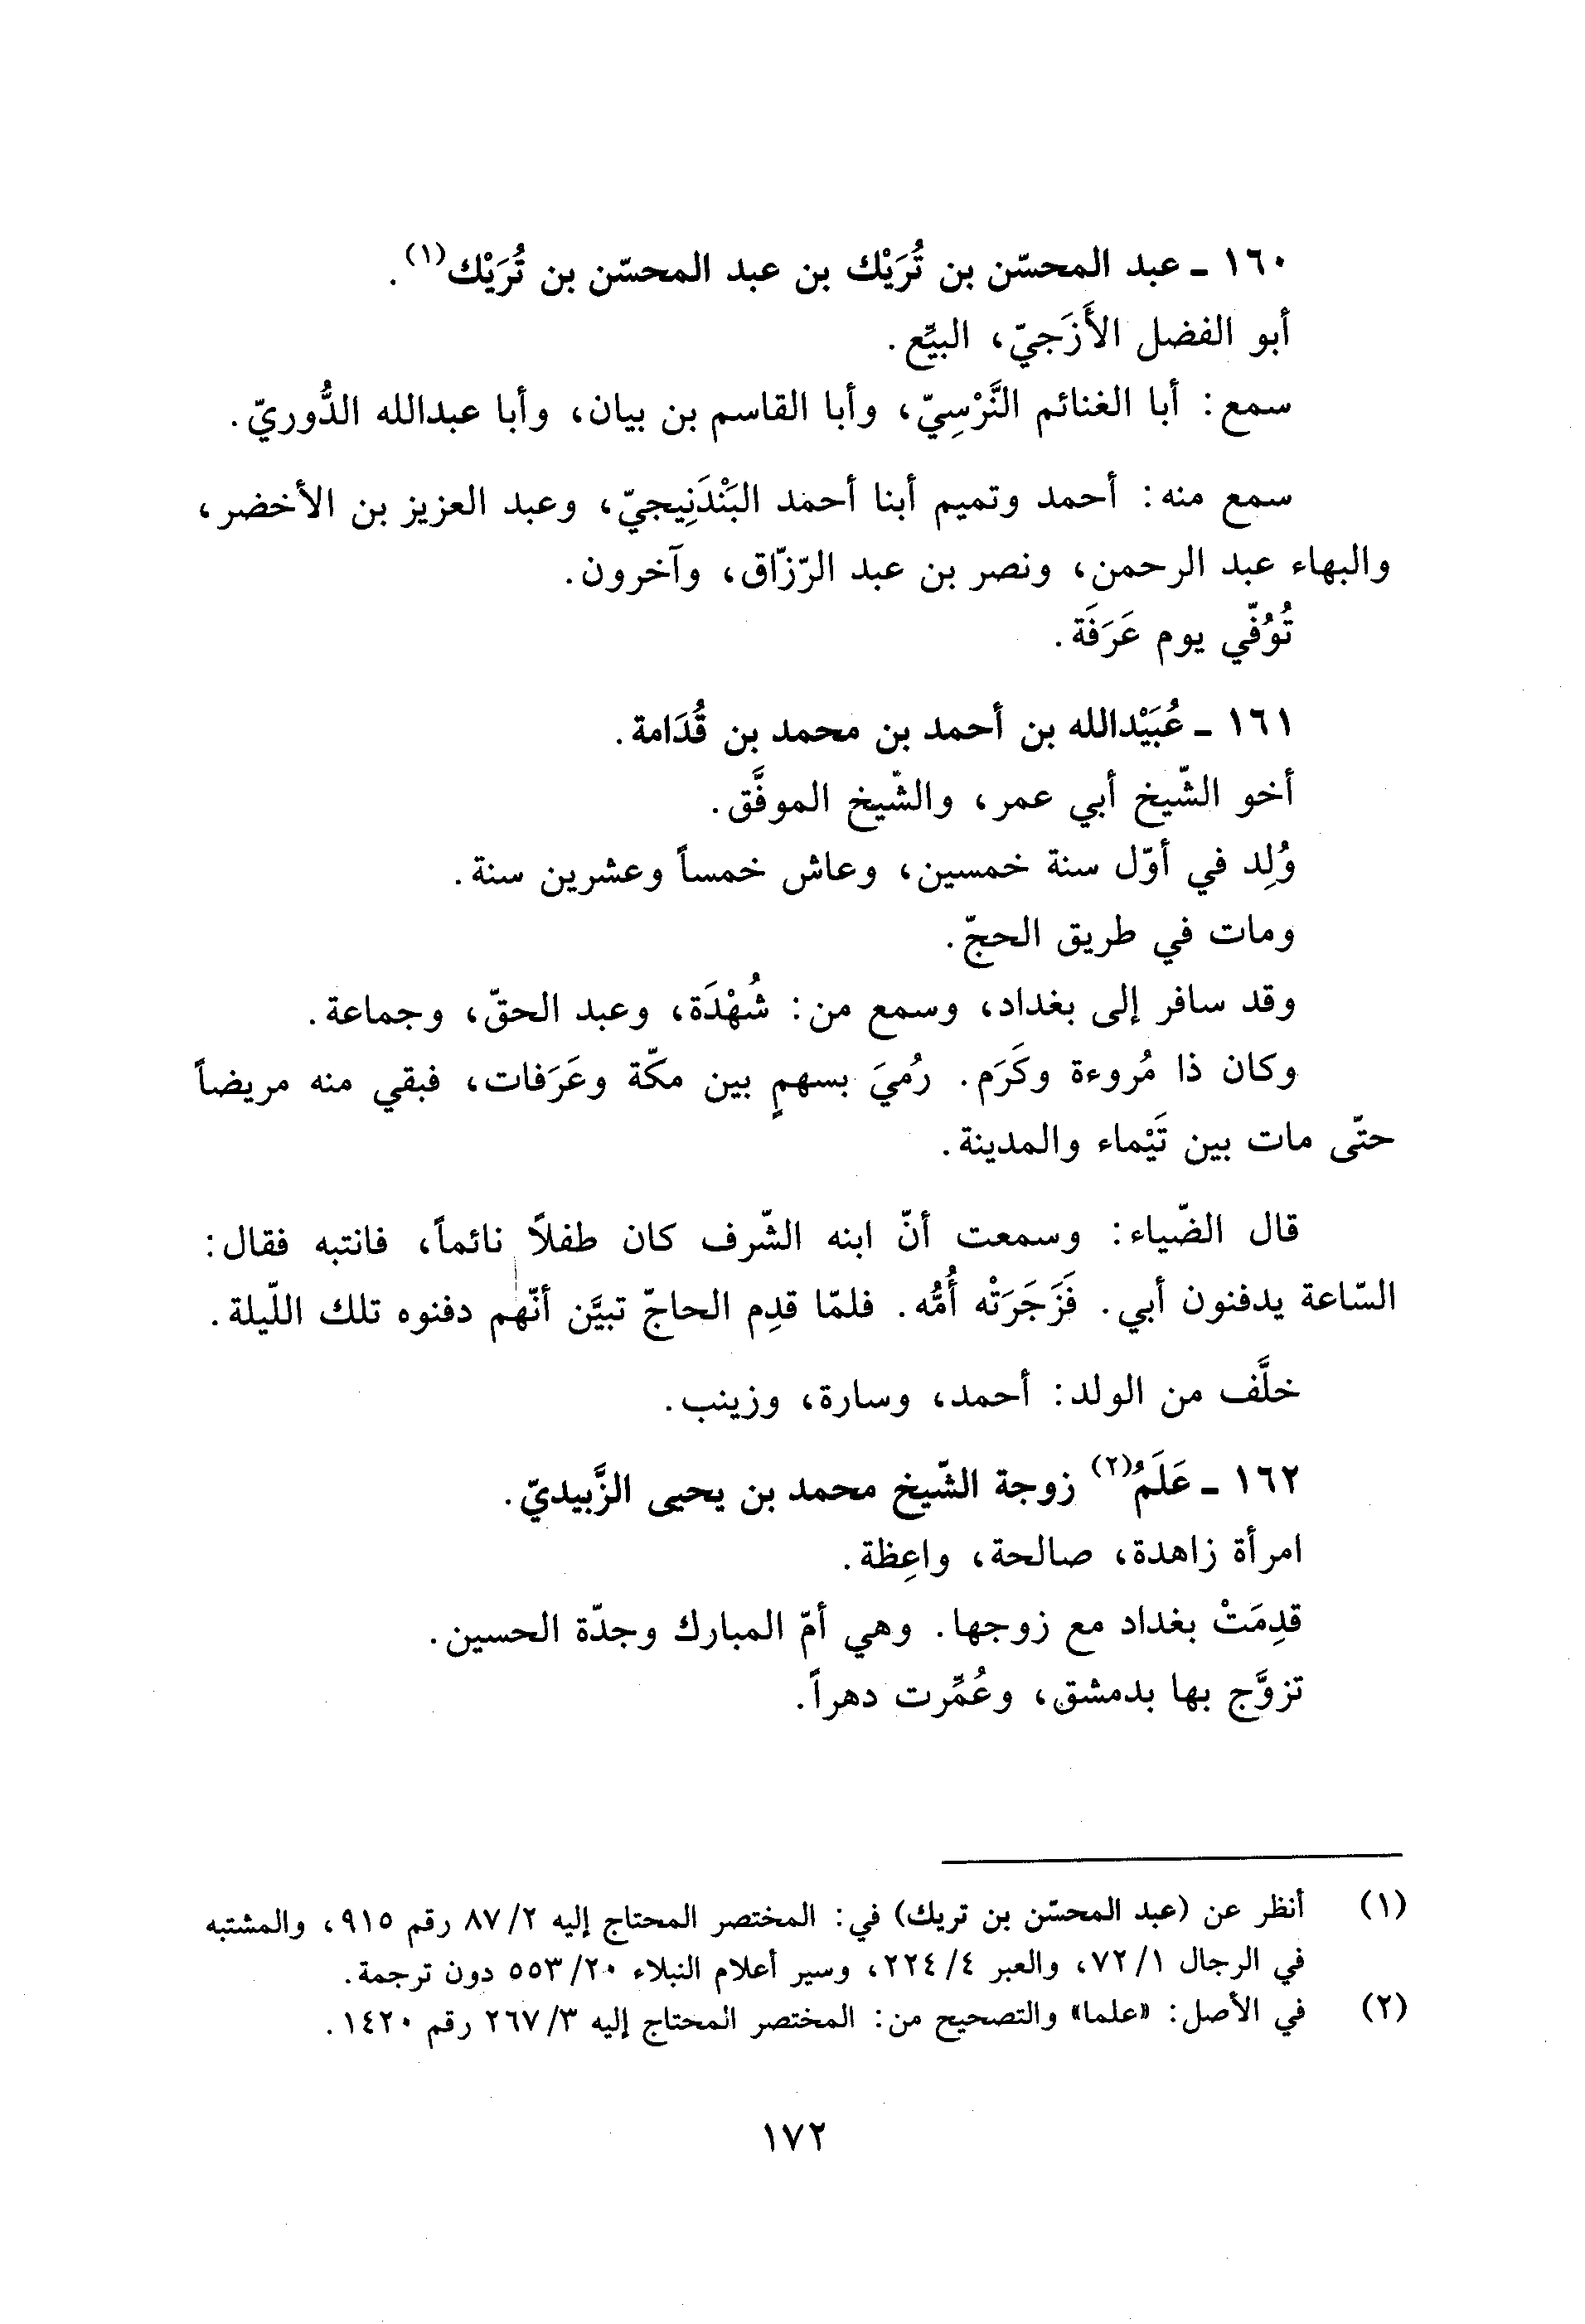 ١٦٠ ـ عبد المحسّن بن تُرَيْك بن عبد المحسّن بن تُرَيْك(١).
أبو الفضل الأَزَجيّ، البيِّع.
سمع: أبا الغنائم النَّرْسِيّ، وأبا القاسم بن بيان، وأبا عبدالله الدُّوريّ.
سمع منه: أحمد وتميم أبنا أحمد البَنْدَنِيجيّ، وعبد العزيز بن الأخضر،
والبهاء عبد الرحمن، ونصر بن عبد الرّزّاق، وآخرون.
تُوُفّي يوم عَرَفَة.
١٦١ ـ عُبَيْدالله بن أحمد بن محمد بن قُدَامة.
أخو الشّيخ أبي عمر، والشّيخ الموفَّق.
وُلِد في أوّل سنة خمسين، وعاش خمساً وعشرين سنة.
ومات في طريق الحجّ.
وقد سافر إلى بغداد، وسمع من: شُهْدَة، وعبد الحقّ، وجماعة.
وكان ذا مُروءة وكَرَم. رُميَ بسهمٍ بين مكّة وعَرَفات، فبقي منه مريضاً
حتّى مات بين تَيْماء والمدينة.
قال الضّياء: وسمعت أنّ ابنه الشّرف كان طفلاً نائماً، فانتبه فقال:
السّاعة يدفنون أبي. فَزَجَرَتْه أُمُّه. فلمّا قدِم الحاجّ تبيَّن أنّهم دفنوه تلك اللّيلة.
خلَّف من الولد: أحمد، وسارة، وزينب.
١٦٢ ـ عَلَمُ(٢) زوجة الشّيخ محمد بن يحيى الزَّبيديّ.
امرأة زاهدة، صالحة، واعِظة.
قدِمَتْ بغداد مع زوجها. وهي أمّ المبارك وجدّة الحسين.
تزوَّج بها بدمشق، وعُمِّرت دهراً.
(١) أنظر عن (عبد المحسّن بن تريك) في: المختصر المحتاج إليه ٨٧/٢ رقم ٩١٥، والمشتبه
في الرجال ٧٢/١، والعبر ٢٢٤/٤، وسير أعلام النبلاء ٥٥٣/٢٠ دون ترجمة.
(٢) في الأصل: «علما» والتصحيح من: المختصر المحتاج إليه ٢٦٧/٣ رقم ١٤٢٠.
١٧٢